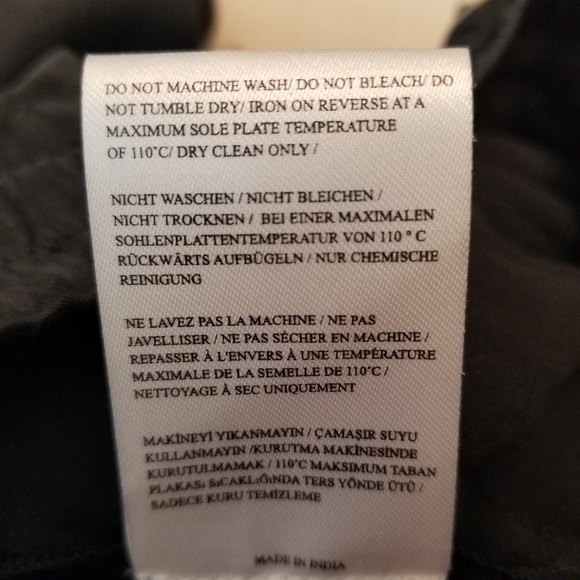 DO NOT MACHINE WASH/ DO NOT BLEACH/ DO
NOT TUMBLE DRY/ IRON ON REVERSE AT A
MAXIMUM SOLE PLATE TEMPERATURE
OF 110°C/ DRY CLEAN ONLY /
NICHT WASCHEN / NICHT BLEICHEN /
NICHT TROCKNEN / BEI EINER MAXIMALEN
SOHLENPLATTENTEMPERATUR VON 110 ° C
RÜCKWÄRTS AUFBÜGELN / NUR CHEMISCHE
REINIGUNG
NE LAVEZ PAS LA MACHINE / NE PAS
JAVELLISER / NE PAS SÉCHER EN MACHINE /
REPASSER À L'ENVERS À UNE TEMPÉRATURE
MAXIMALE DE LA SEMELLE DE 110°C /
NETTOYAGE À SEC UNIQUEMENT
MAKİNEYİ YIKANMAYIN / ÇAMAŞIR SUYU
KULLANMAYIN /KURUTMA MAKİNESİNDE
KURUTULMAMAK / 110°C MAKSIMUM TABAN
PLAKASı SıCAKLıĞıNDA TERS YÖNDE ÜTÜ /
SADECE KURU TEMİZLEME
MADE IN INDIA